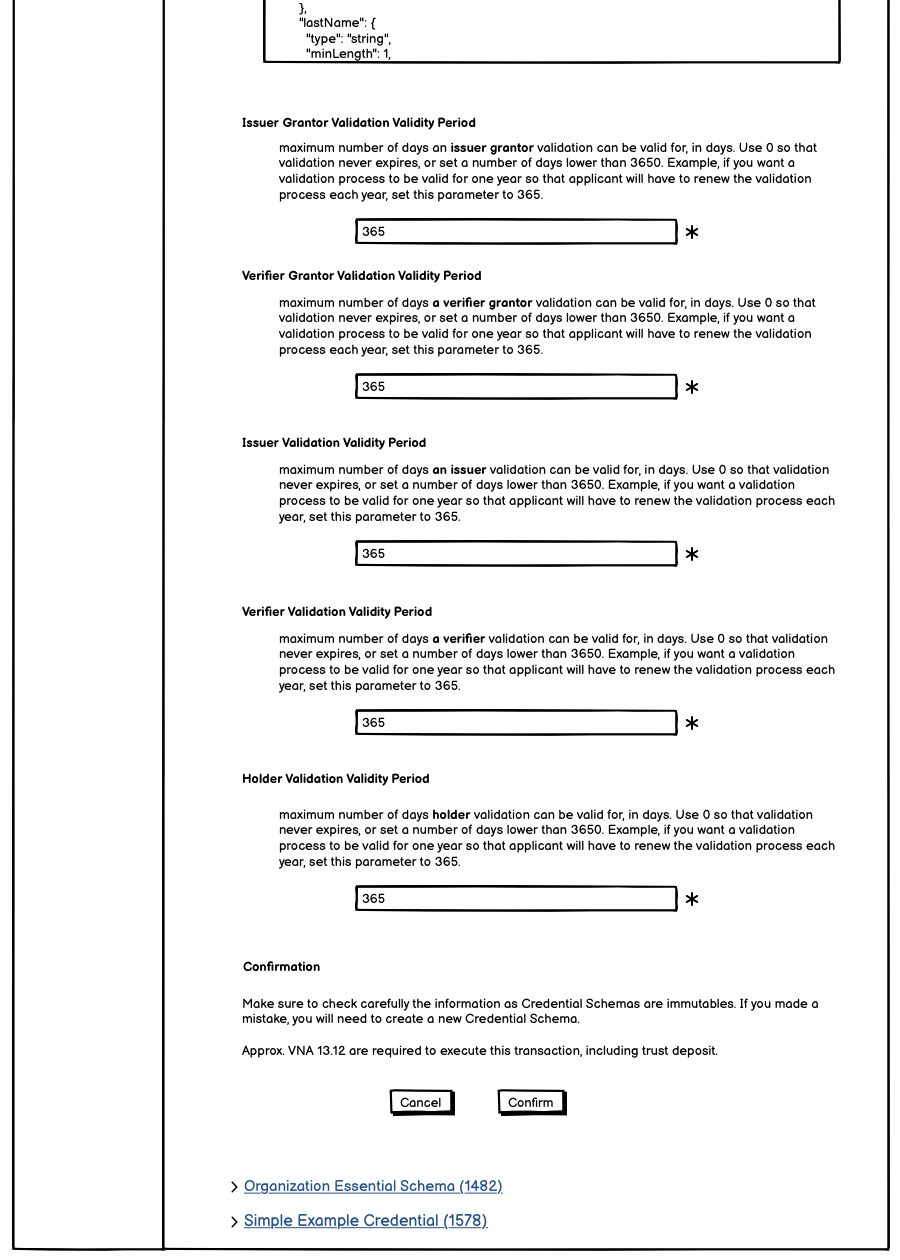 },
"lastName": {
"type": "string",
"minLength": 1,
Issuer Grantor Validation Validity Period
maximum number of days an issuer grantor validation can be valid for, in days. Use 0 so that
validation never expires, or set a number of days lower than 3650. Example, if you want a
validation process to be valid for one year so that applicant will have to renew the validation
process each year, set this parameter to 365.
365 *
Verifier Grantor Validation Validity Period
maximum number of days a verifier grantor validation can be valid for, in days. Use 0 so that
validation never expires, or set a number of days lower than 3650. Example, if you want a
validation process to be valid for one year so that applicant will have to renew the validation
process each year, set this parameter to 365.
365 *
Issuer Validation Validity Period
maximum number of days an issuer validation can be valid for, in days. Use 0 so that validation
never expires, or set a number of days lower than 3650. Example, if you want a validation
process to be valid for one year so that applicant will have to renew the validation process each
year, set this parameter to 365.
365 *
Verifier Validation Validity Period
maximum number of days a verifier validation can be valid for, in days. Use 0 so that validation
never expires, or set a number of days lower than 3650. Example, if you want a validation
process to be valid for one year so that applicant will have to renew the validation process each
year, set this parameter to 365.
365 *
Holder Validation Validity Period
maximum number of days holder validation can be valid for, in days. Use 0 so that validation
never expires, or set a number of days lower than 3650. Example, if you want a validation
process to be valid for one year so that applicant will have to renew the validation process each
year, set this parameter to 365.
365 *
Confirmation
Make sure to check carefully the information as Credential Schemas are immutables. If you made a
mistake, you will need to create a new Credential Schema.
Approx. VNA 13.12 are required to execute this transaction, including trust deposit.
Cancel Confirm
> Organization Essential Schema (1482)
> Simple Example Credential (1578)